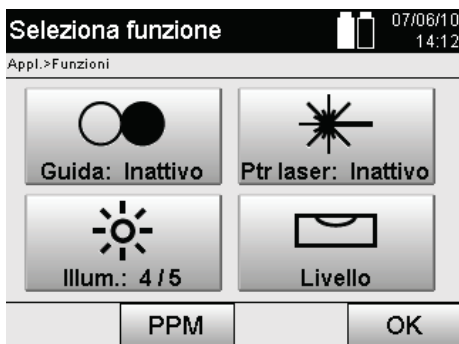 Seleziona funzione
07/06/10
14:12
Appl.>Funzioni
Guida: Inattivo
Ptr laser: Inattivo
Illum.: 4/5
Livello
PPM
OK